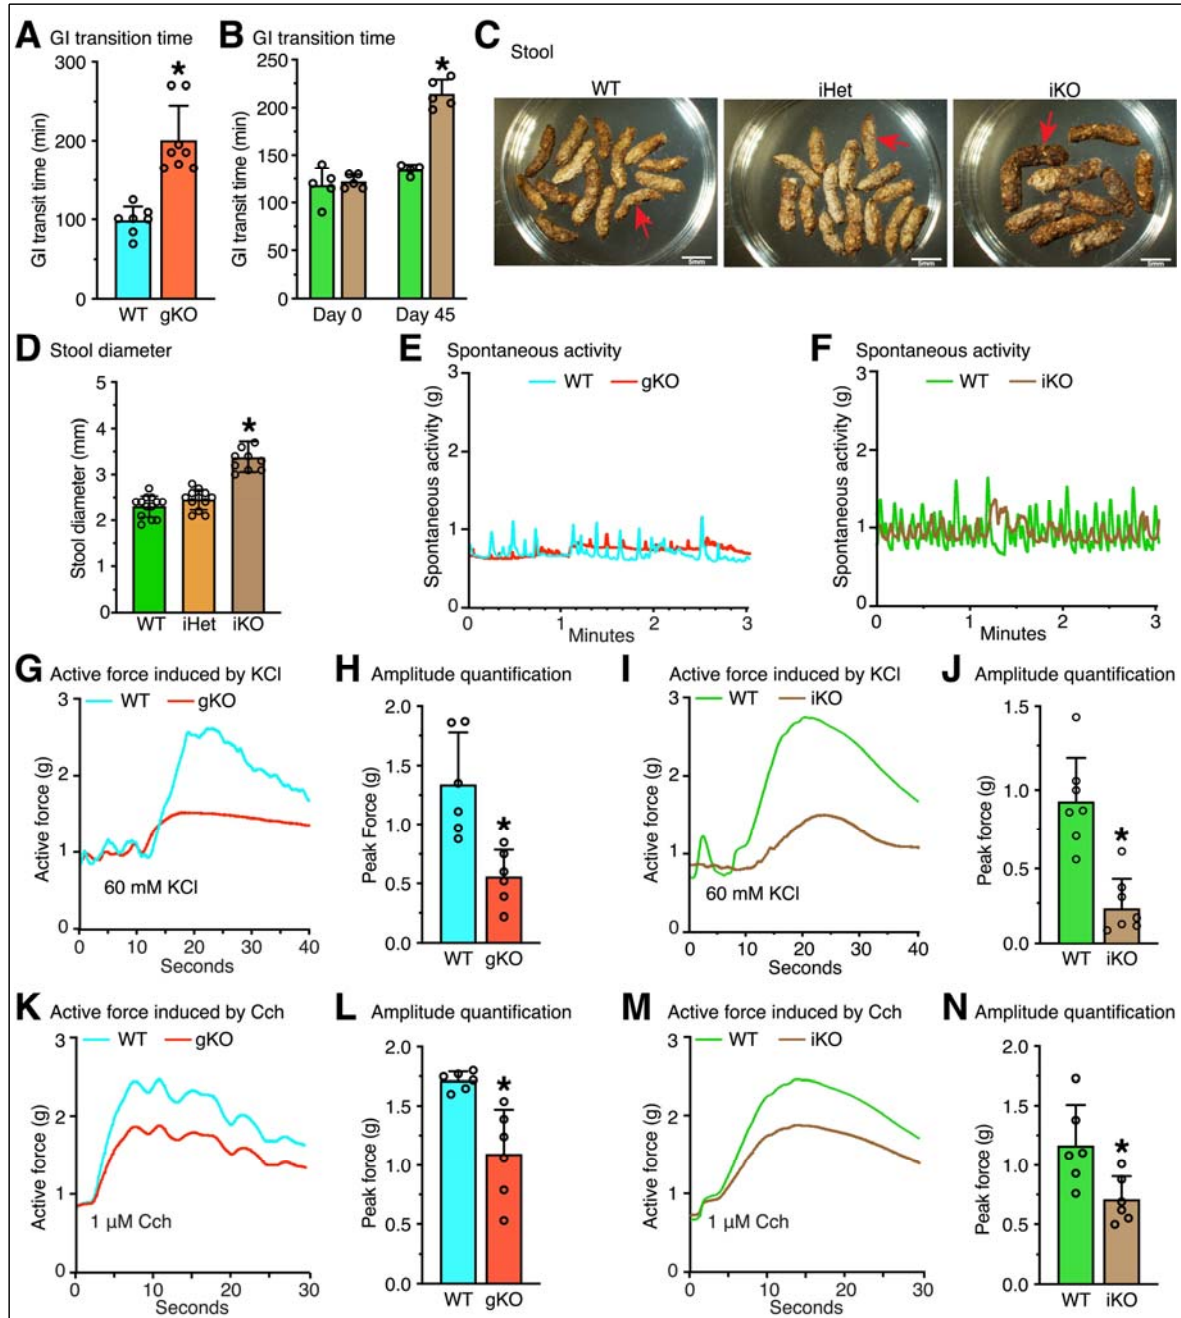 A GI transition time
300
200
100
0
GI transit time (min)
*
WT gKO
B GI transition time
250
200
150
100
50
0
GI transit time (min)
*
Day 0 Day 45
C Stool
WT iHet iKO
5mm 5mm 5mm
D Stool diameter
5
4
3
2
1
0
Stool diameter (mm)
*
WT iHet iKO
E Spontaneous activity
WT gKO
3
2
1
0
Spontaneous activity (g)
0 1 2 3
Minutes
F Spontaneous activity
WT iKO
3
2
1
0
Spontaneous activity (g)
0 1 2 3
Minutes
G Active force induced by KCl
WT gKO
3
2
1
0
Active force (g)
60 mM KCl
0 10 20 30 40
Seconds
H Amplitude quantification
2.0
1.5
1.0
0.5
0.0
Peak Force (g)
*
WT gKO
I Active force induced by KCl
WT iKO
3
2
1
0
Active force (g)
60 mM KCl
0 10 20 30 40
Seconds
J Amplitude quantification
1.5
1.0
0.5
0.0
Peak force (g)
*
WT iKO
K Active force induced by Cch
WT gKO
3
2
1
0
Active force (g)
1 μM Cch
0 10 20 30
Seconds
L Amplitude quantification
2.0
1.5
1.0
0.5
0.0
Peak force (g)
*
WT gKO
M Active force induced by Cch
WT iKO
3
2
1
0
Active force (g)
1 μM Cch
0 10 20 30
Seconds
N Amplitude quantification
2.0
1.5
1.0
0.5
0.0
Peak force (g)
*
WT iKO